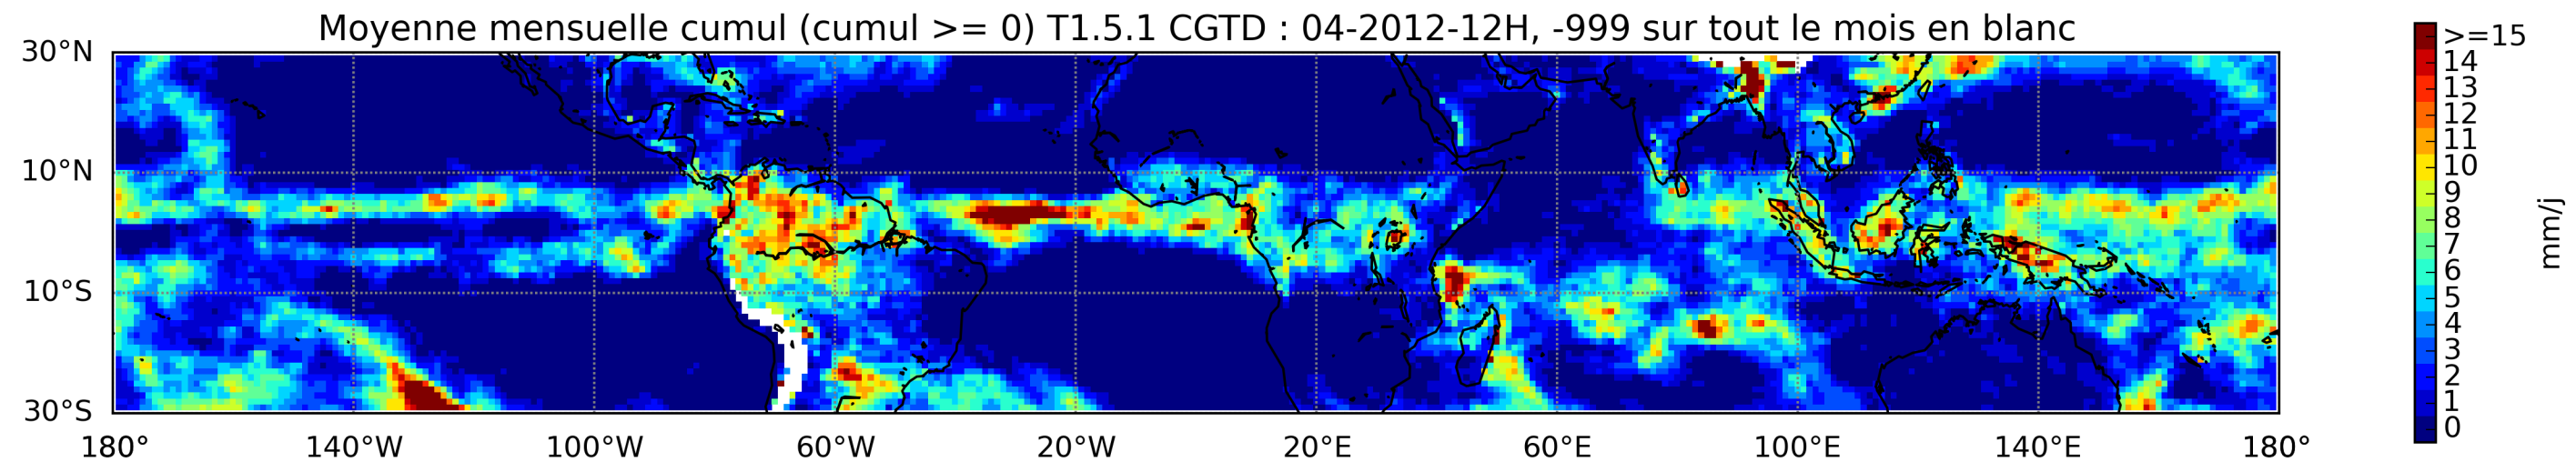 Moyenne mensuelle cumul (cumul >= 0) T1.5.1 CGTD : 04-2012-12H, -999 sur tout le mois en blanc
30°N
10°N
10°S
30°S
180° 140°W 100°W 60°W 20°W 20°E 60°E 100°E 140°E 180°
>=15
14
13
12
11
10
9
8
7
6
5
4
3
2
1
0
mm/j